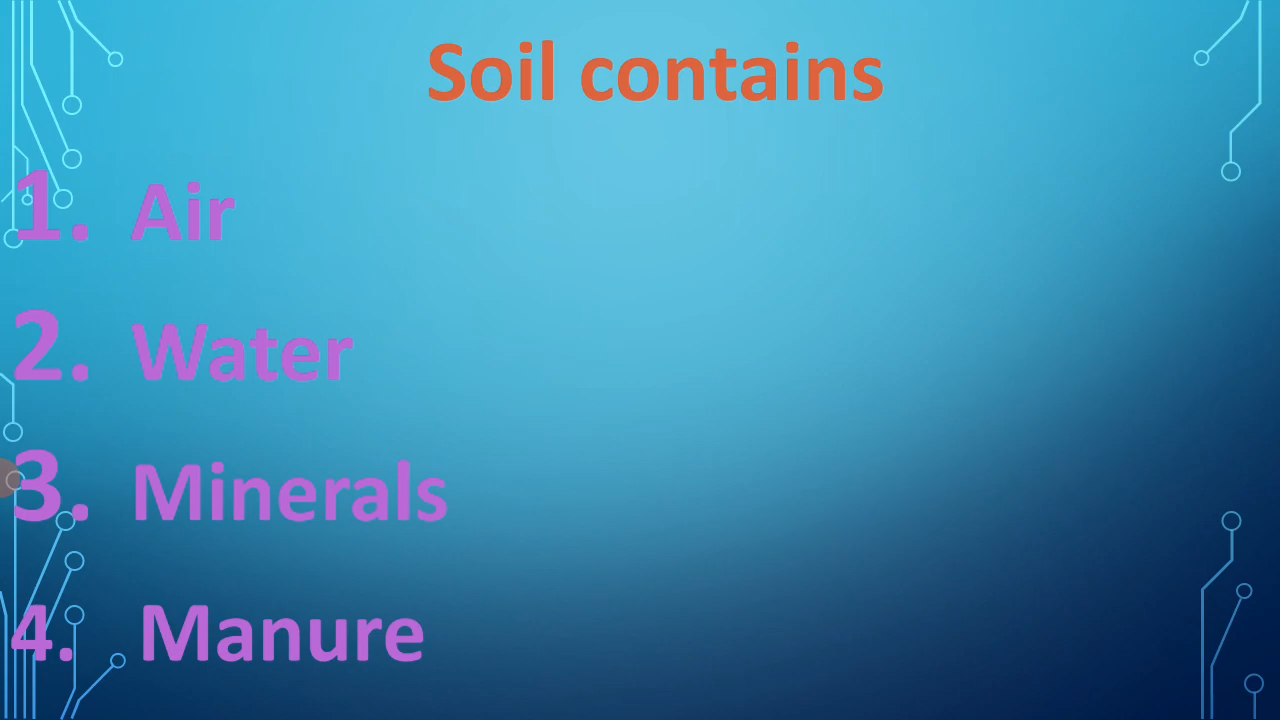 Soil contains
1. Air
2. Water
3. Minerals
4. Manure